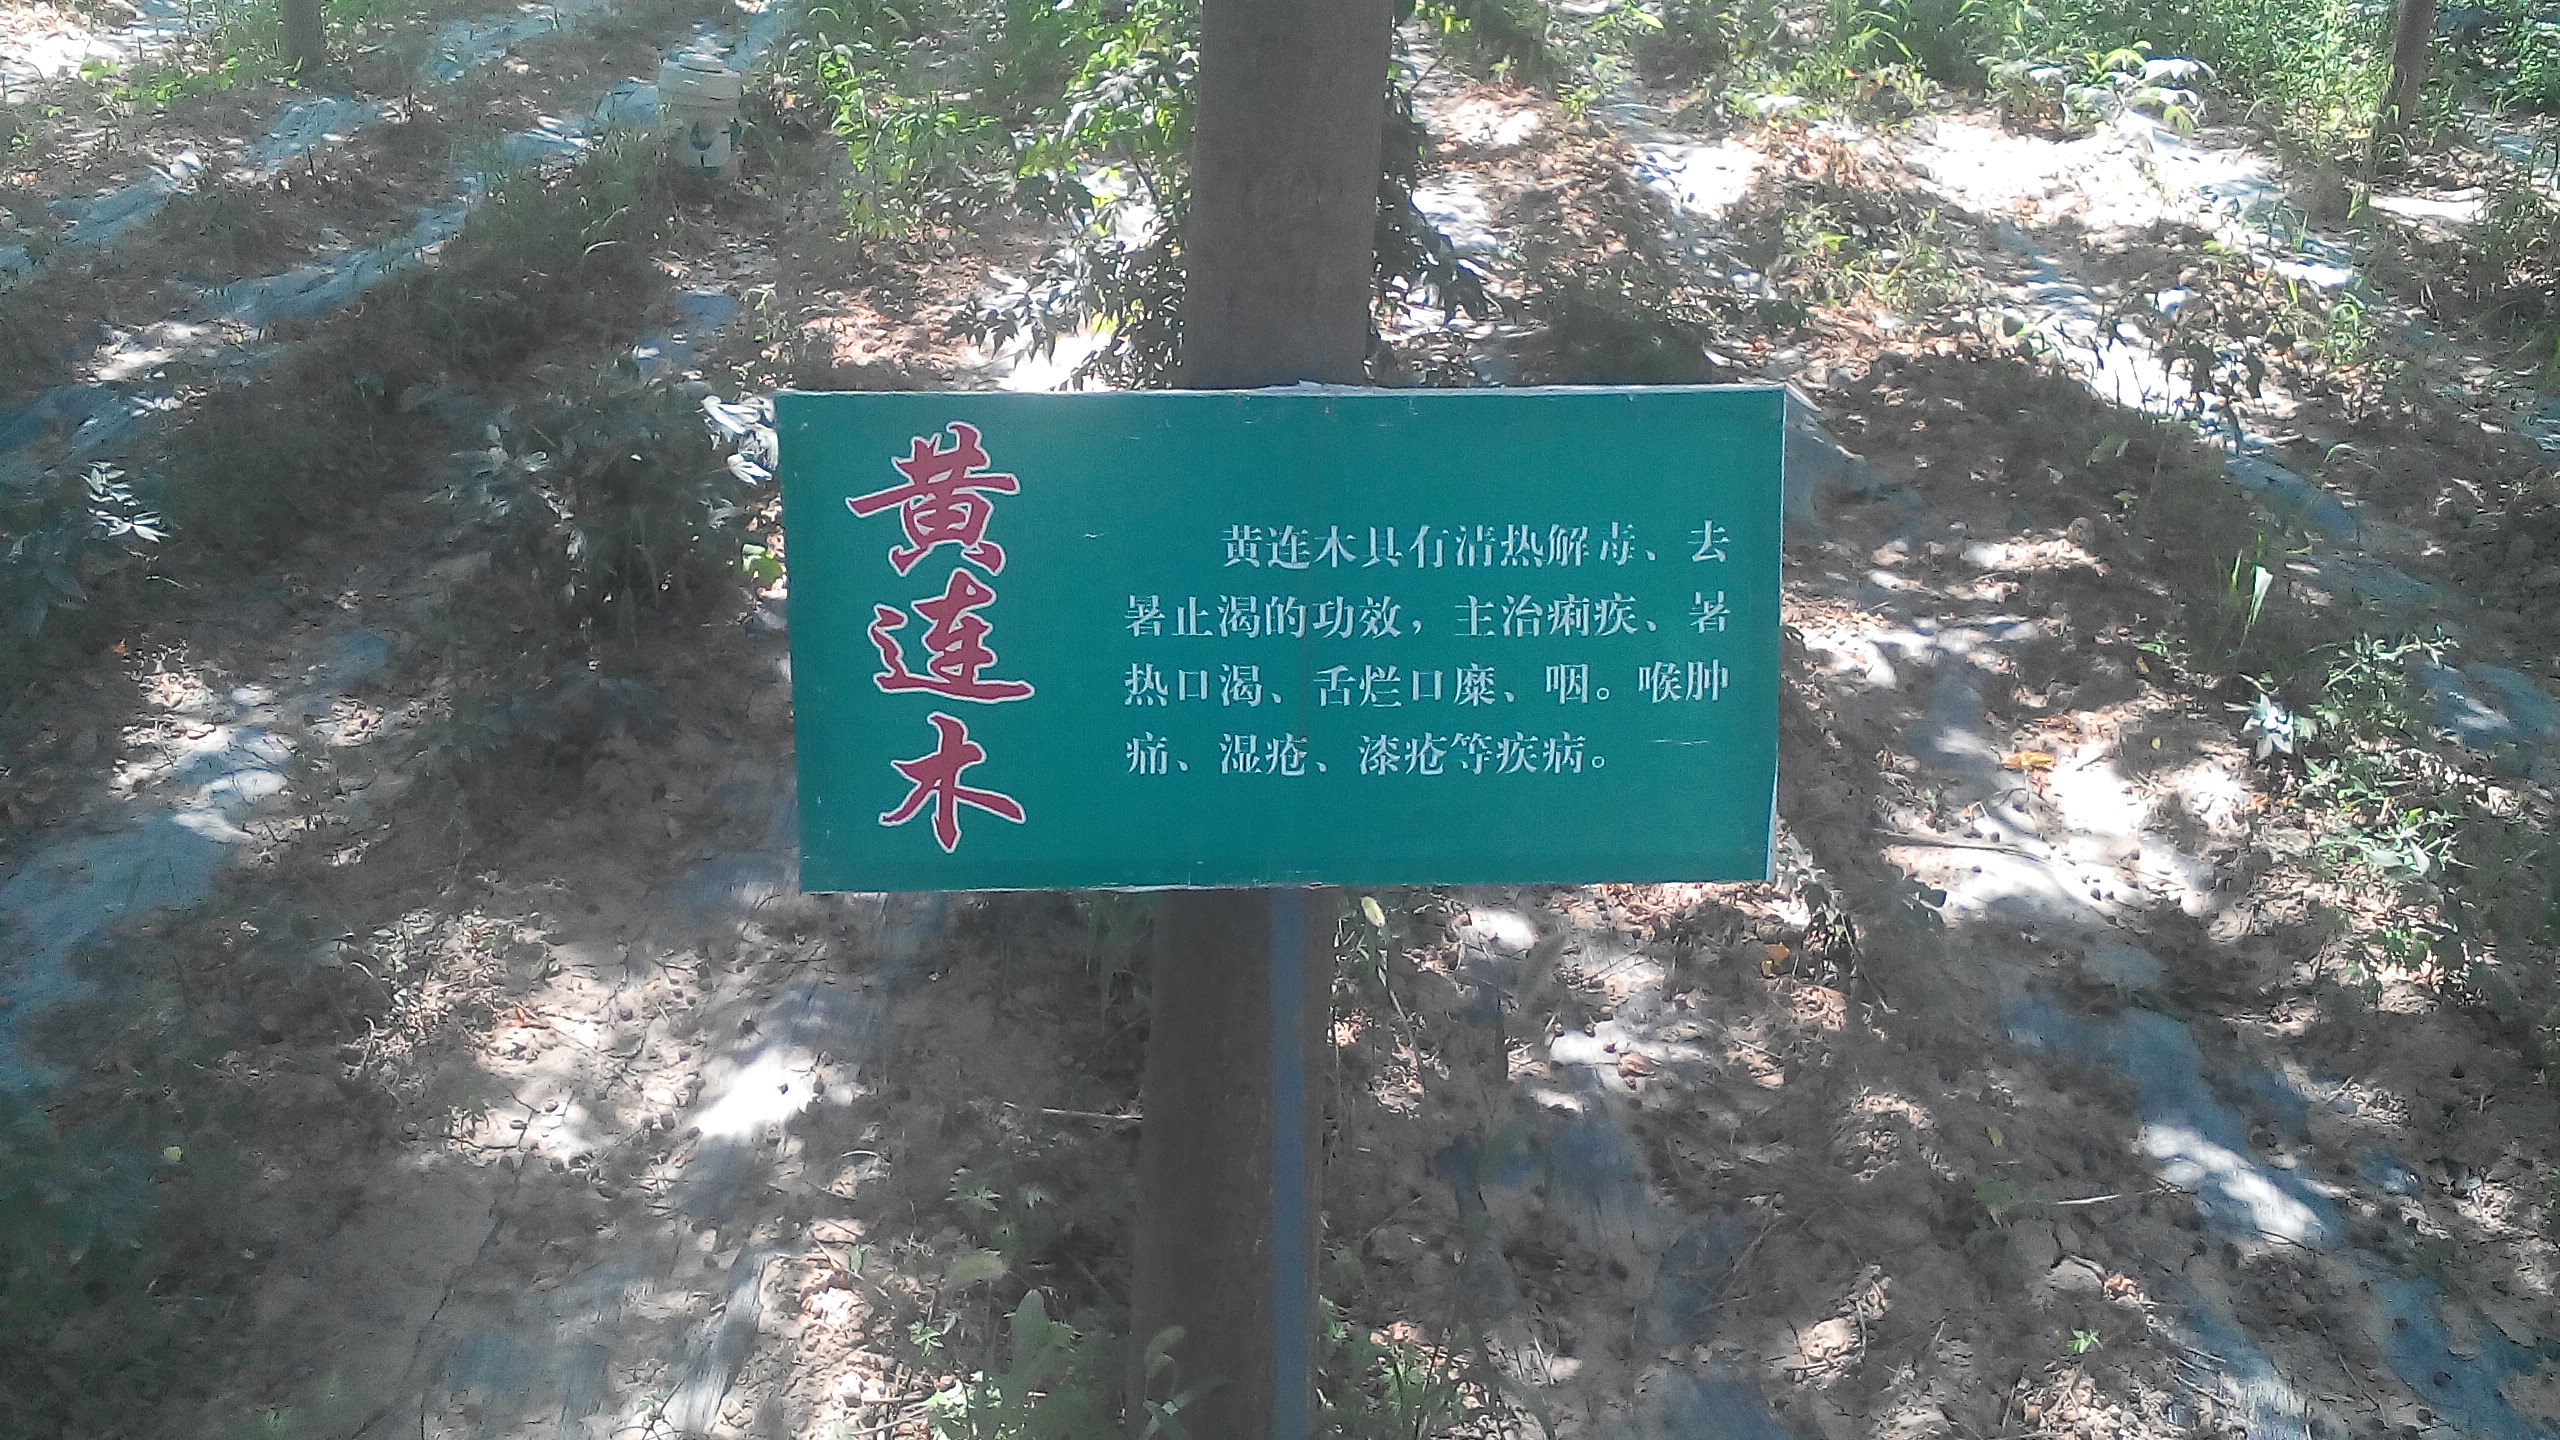 黄连木
黄连木具有清热解毒、去
暑止渴的功效，主治痢疾、暑
热口渴、舌烂口糜、咽。喉肿
痛、湿疮、漆疮等疾病。